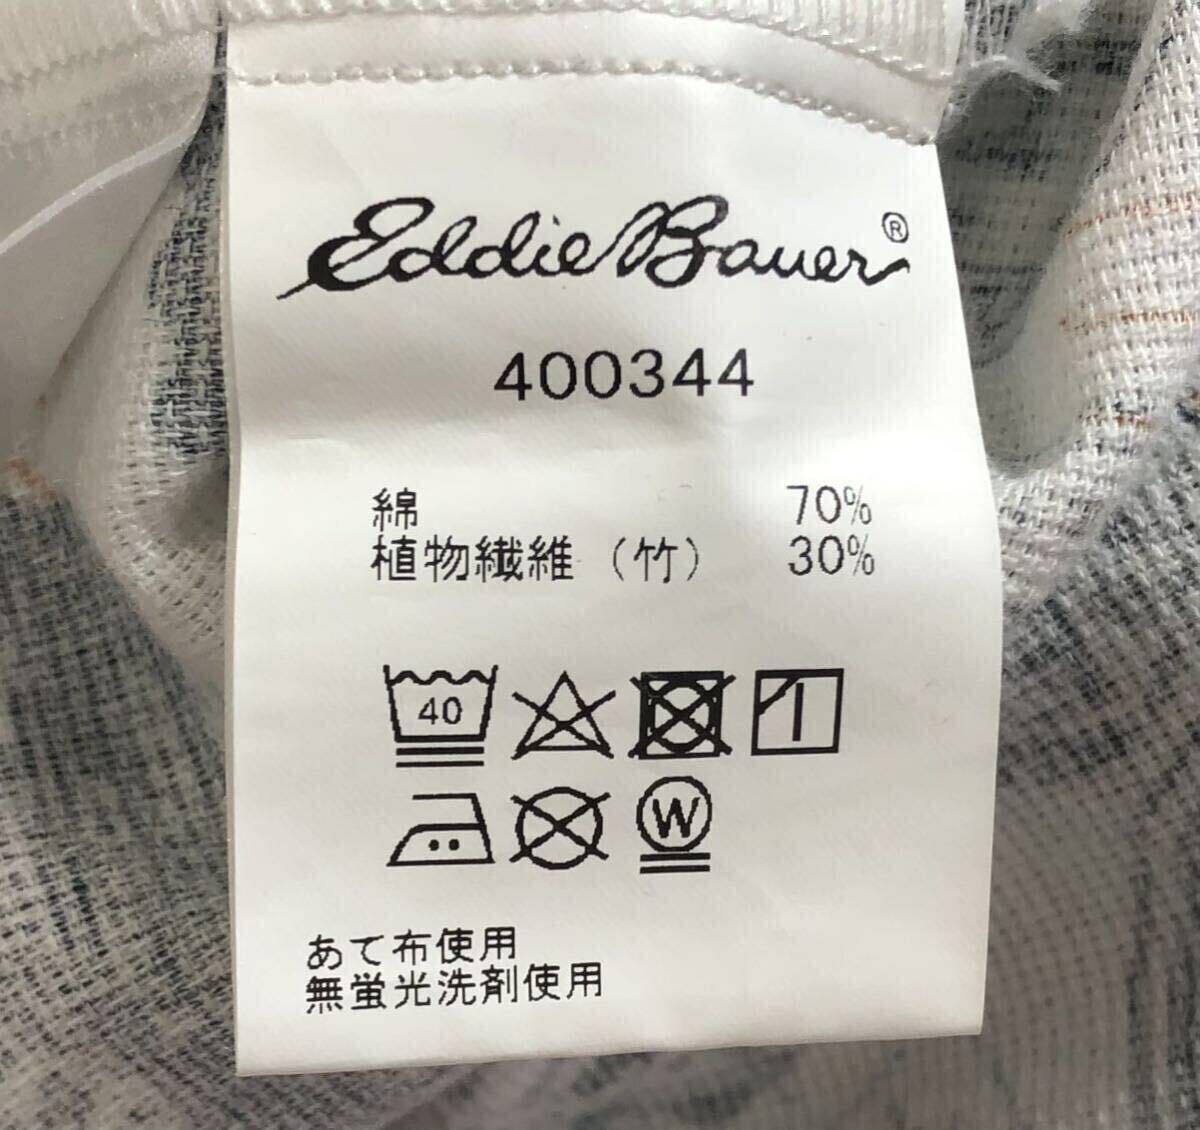 Eddie Bauer®
400344
綿 70%
植物繊維（竹） 30%
40
W
あて布使用
無蛍光洗剤使用